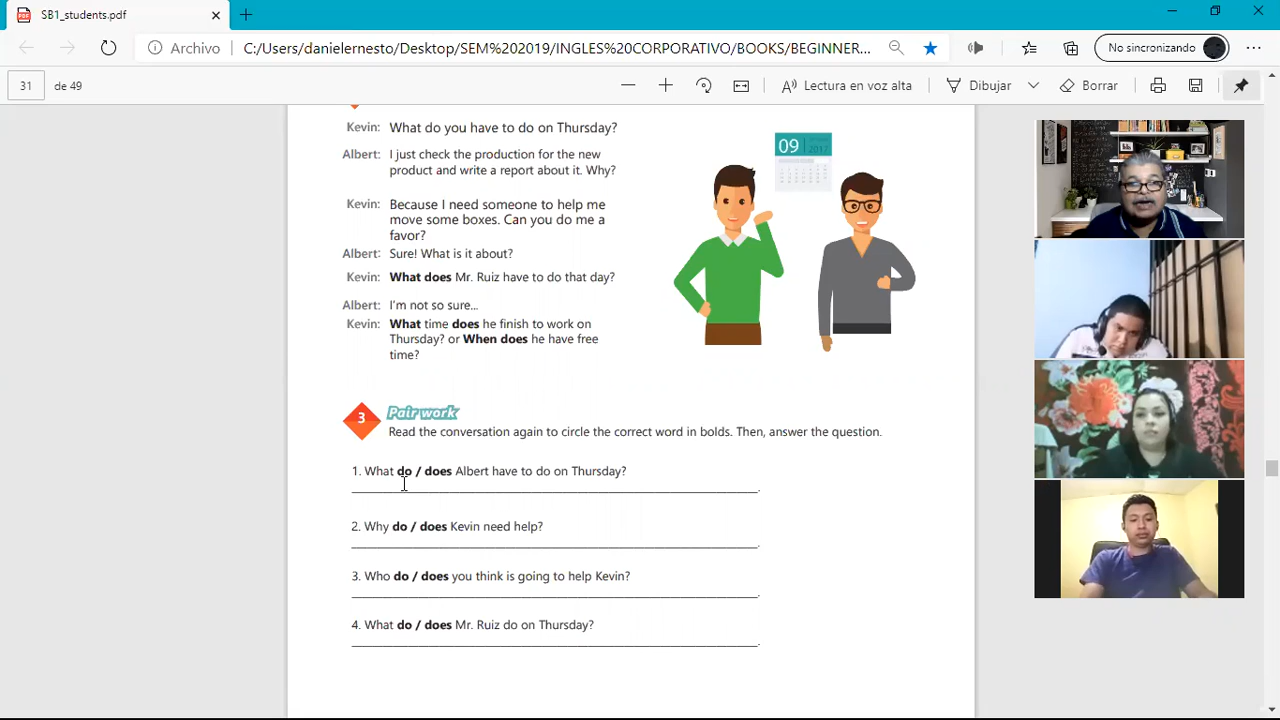 SB1_students.pdf
Archivo C:/Users/danielernesto/Desktop/SEM%202019/INGLES%20CORPORATIVO/BOOKS/BEGINNER... No sincronizando
31 de 49 Lectura en voz alta Dibujar Borrar
Kevin: What do you have to do on Thursday?
Albert: I just check the production for the new
product and write a report about it. Why?
Kevin: Because I need someone to help me
move some boxes. Can you do me a
favor?
Albert: Sure! What is it about?
Kevin: What does Mr. Ruiz have to do that day?
Albert: I'm not so sure...
Kevin: What time does he finish to work on
Thursday? or When does he have free
time?
09
2017
3 Pair work
Read the conversation again to circle the correct word in bolds. Then, answer the question.
1. What do / does Albert have to do on Thursday?
2. Why do / does Kevin need help?
3. Who do / does you think is going to help Kevin?
4. What do / does Mr. Ruiz do on Thursday?